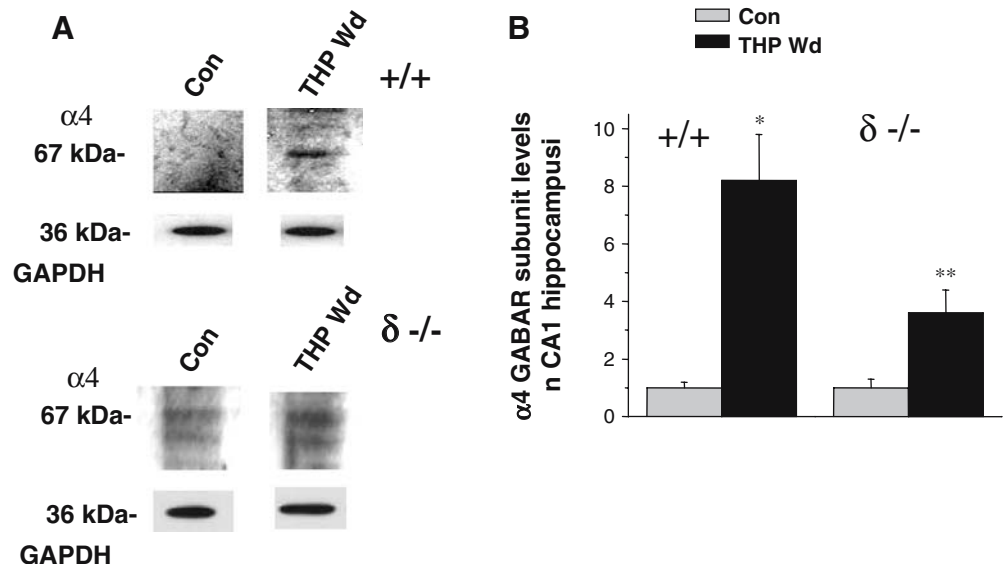 A
Con
THP Wd
+/+
α4
67 kDa-
36 kDa-
GAPDH
Con
THP Wd
δ -/-
α4
67 kDa-
36 kDa-
GAPDH
B
Con
THP Wd
α4 GABAR subunit levels
n CA1 hippocampusi
10
8
6
4
2
0
+/+
*
δ -/-
**